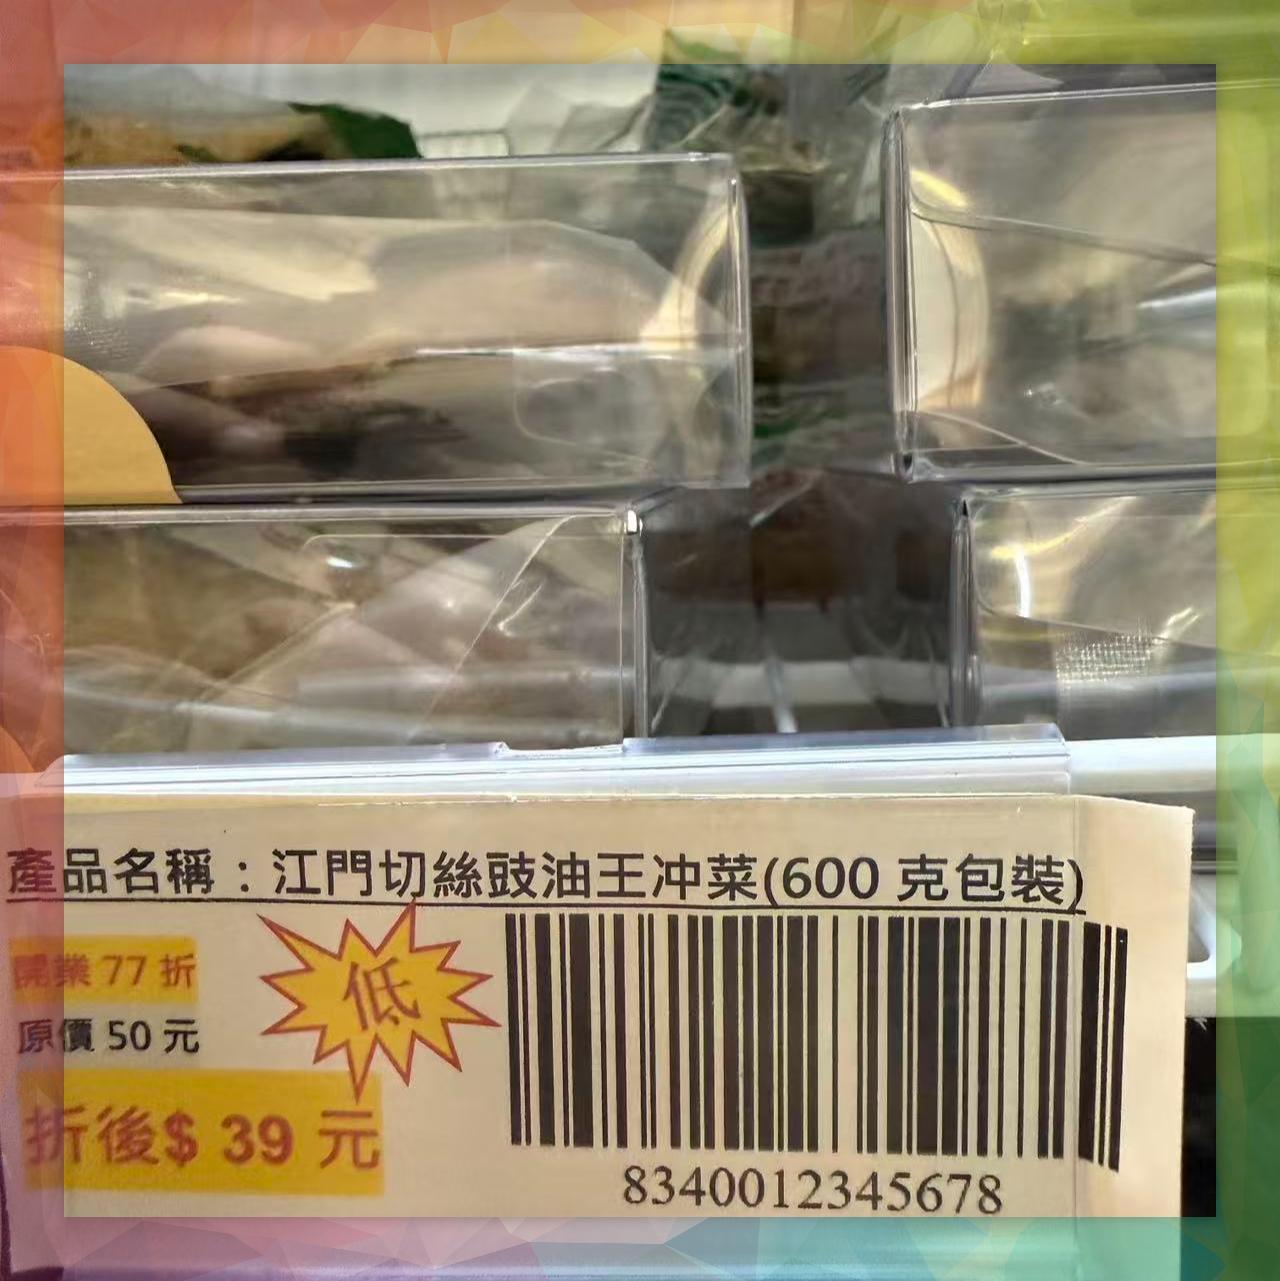 產品名稱：江門切絲豉油王冲菜(600 克包裝)
開業 77 折
低
原價 50 元
折後$ 39 元
8340012345678